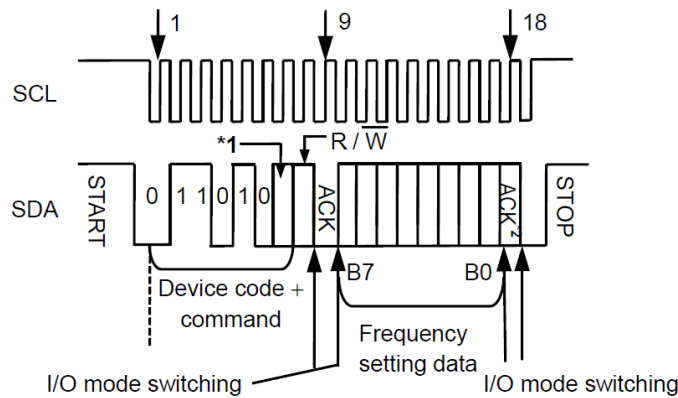 1 9 18
SCL
*1 R / W
SDA START 0 1 1 0 1 0 ACK ACK*2 STOP
B7 B0
Device code +
command
Frequency
setting data
I/O mode switching I/O mode switching